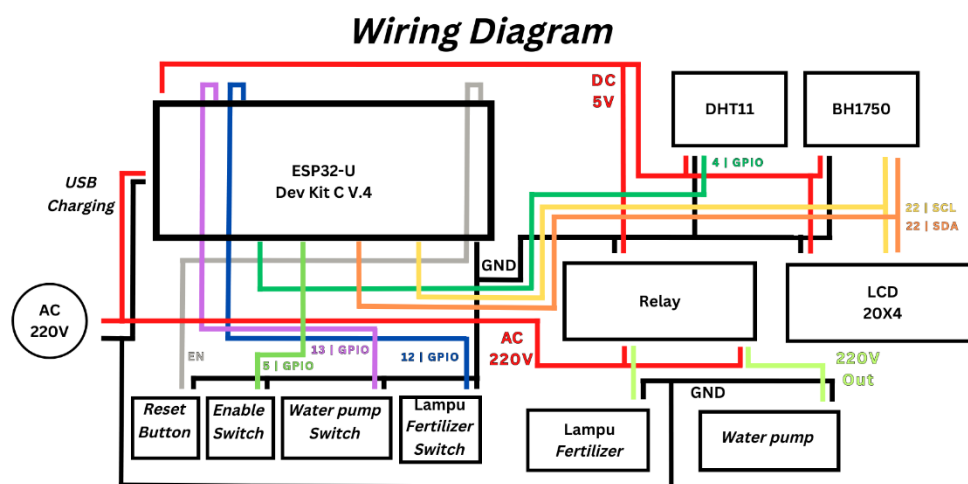 Wiring Diagram
DC
5V
DHT11
BH1750
ESP32-U
Dev Kit C V.4
4 | GPIO
USB
Charging
22 | SCL
22 | SDA
GND
AC
220V
Relay
LCD
20X4
EN
13 | GPIO
5 | GPIO
12 | GPIO
AC
220V
220V
Out
GND
Reset
Button
Enable
Switch
Water pump
Switch
Lampu
Fertilizer
Switch
Lampu
Fertilizer
Water pump